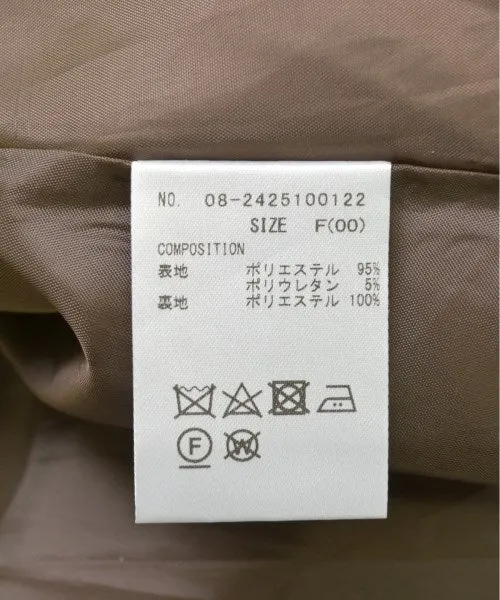 NO. 08-2425100122
SIZE F(00)
COMPOSITION
表地 ポリエステル 95%
ポリウレタン 5%
裏地 ポリエステル 100%
F W